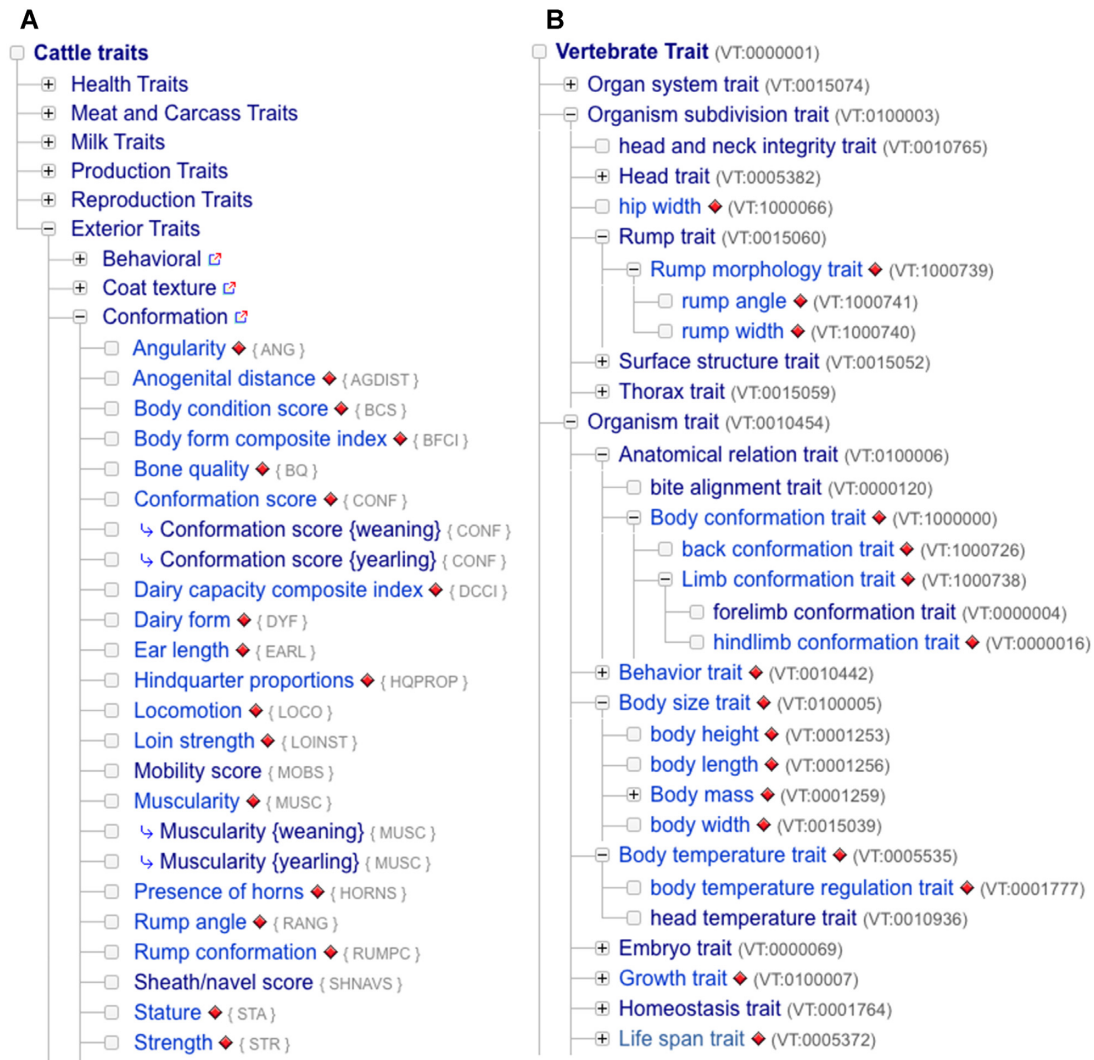 A
Cattle traits
Health Traits
Meat and Carcass Traits
Milk Traits
Production Traits
Reproduction Traits
Exterior Traits
Behavioral
Coat texture
Conformation
Angularity { ANG }
Anogenital distance { AGDIST }
Body condition score { BCS }
Body form composite index { BFCI }
Bone quality { BQ }
Conformation score { CONF }
Conformation score {weaning} { CONF }
Conformation score {yearling} { CONF }
Dairy capacity composite index { DCCI }
Dairy form { DYF }
Ear length { EARL }
Hindquarter proportions { HQPROP }
Locomotion { LOCO }
Loin strength { LOINST }
Mobility score { MOBS }
Muscularity { MUSC }
Muscularity {weaning} { MUSC }
Muscularity {yearling} { MUSC }
Presence of horns { HORNS }
Rump angle { RANG }
Rump conformation { RUMPC }
Sheath/navel score { SHNAVS }
Stature { STA }
Strength { STR }
B
Vertebrate Trait (VT:0000001)
Organ system trait (VT:0015074)
Organism subdivision trait (VT:0100003)
head and neck integrity trait (VT:0010765)
Head trait (VT:0005382)
hip width (VT:1000066)
Rump trait (VT:0015060)
Rump morphology trait (VT:1000739)
rump angle (VT:1000741)
rump width (VT:1000740)
Surface structure trait (VT:0015052)
Thorax trait (VT:0015059)
Organism trait (VT:0010454)
Anatomical relation trait (VT:0100006)
bite alignment trait (VT:0000120)
Body conformation trait (VT:1000000)
back conformation trait (VT:1000726)
Limb conformation trait (VT:1000738)
forelimb conformation trait (VT:0000004)
hindlimb conformation trait (VT:0000016)
Behavior trait (VT:0010442)
Body size trait (VT:0100005)
body height (VT:0001253)
body length (VT:0001256)
Body mass (VT:0001259)
body width (VT:0015039)
Body temperature trait (VT:0005535)
body temperature regulation trait (VT:0001777)
head temperature trait (VT:0010936)
Embryo trait (VT:0000069)
Growth trait (VT:0100007)
Homeostasis trait (VT:0001764)
Life span trait (VT:0005372)